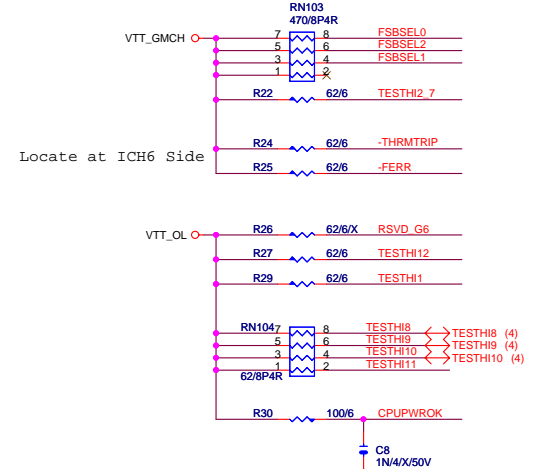 RN103
470/8P4R
VTT_GMCH 7 8 FSBSEL0
5 6 FSBSEL2
3 4 FSBSEL1
1 2
R22 62/6 TESTHI2_7
R24 62/6 -THRMTRIP
Locate at ICH6 Side
R25 62/6 -FERR
VTT_OL R26 62/6/X RSVD_G6
R27 62/6 TESTHI12
R29 62/6 TESTHI1
RN104 7 8 TESTHI8 TESTHI8 (4)
5 6 TESTHI9 TESTHI9 (4)
3 4 TESTHI10 TESTHI10 (4)
1 2 TESTHI11
62/8P4R
R30 100/6 CPUPWROK
C8
1N/4/X/50V